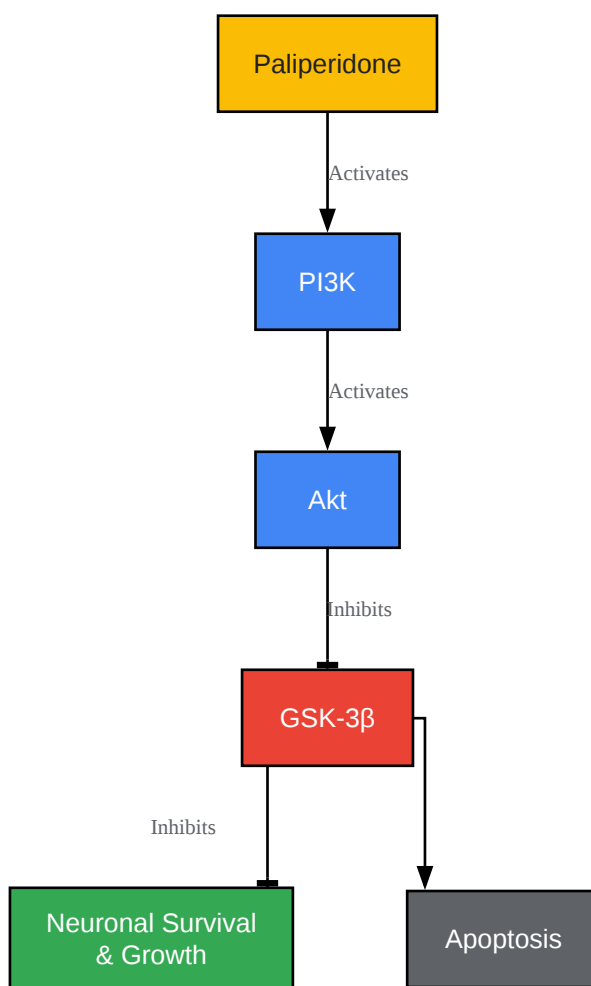 Paliperidone
Activates
PI3K
Activates
Akt
Inhibits
GSK-3β
Inhibits
Neuronal Survival
& Growth
Apoptosis